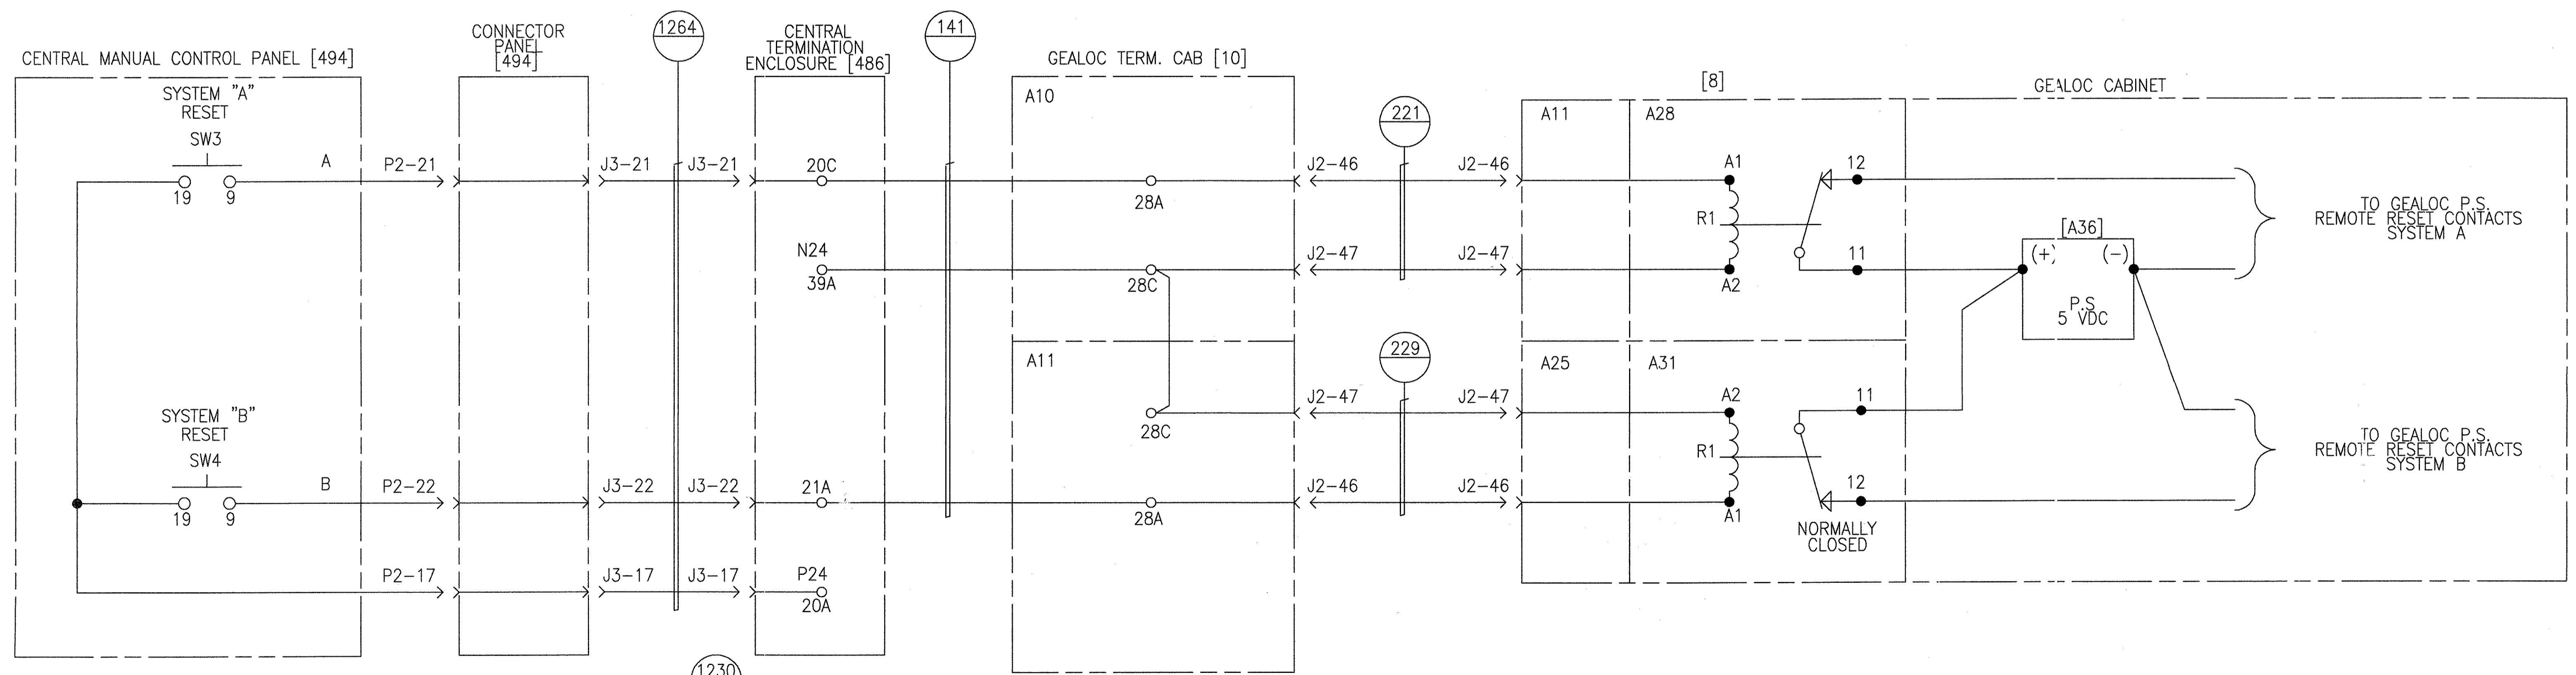 CENTRAL MANUAL CONTROL PANEL [494]
SYSTEM "A"
RESET
SW3
19
9
A
P2-21
SYSTEM "B"
RESET
SW4
19
9
B
P2-22
P2-17
CONNECTOR
PANEL
[494]
J3-21
J3-22
J3-17
1264
J3-21
J3-22
J3-17
1230
CENTRAL
TERMINATION
ENCLOSURE [486]
20C
N24
39A
21A
P24
20A
141
GEALOC TERM. CAB [10]
A10
28A
28C
A11
28C
28A
J2-46
J2-47
J2-47
J2-46
221
229
J2-46
J2-47
J2-47
J2-46
[8]
A11
A28
A1
R1
A2
12
11
A25
A31
A2
R1
A1
11
12
NORMALLY
CLOSED
GEALOC CABINET
[A36]
(+)
(-)
P.S
5 VDC
TO GEALOC P.S.
REMOTE RESET CONTACTS
SYSTEM A
TO GEALOC P.S.
REMOTE RESET CONTACTS
SYSTEM B